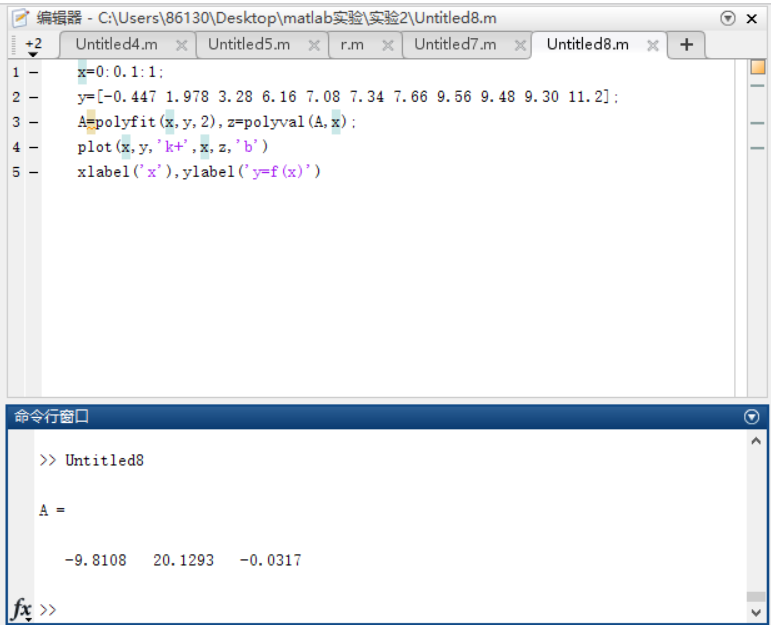 编辑器 - C:\Users\86130\Desktop\matlab实验\实验2\Untitled8.m
+2 Untitled4.m Untitled5.m r.m Untitled7.m Untitled8.m +
1 – x=0:0.1:1;
2 – y=[-0.447 1.978 3.28 6.16 7.08 7.34 7.66 9.56 9.48 9.30 11.2];
3 – A=polyfit(x,y,2),z=polyval(A,x);
4 – plot(x,y,'k+',x,z,'b')
5 – xlabel('x'),ylabel('y=f(x)')
命令行窗口
>> Untitled8
A =
-9.8108 20.1293 -0.0317
fx >>